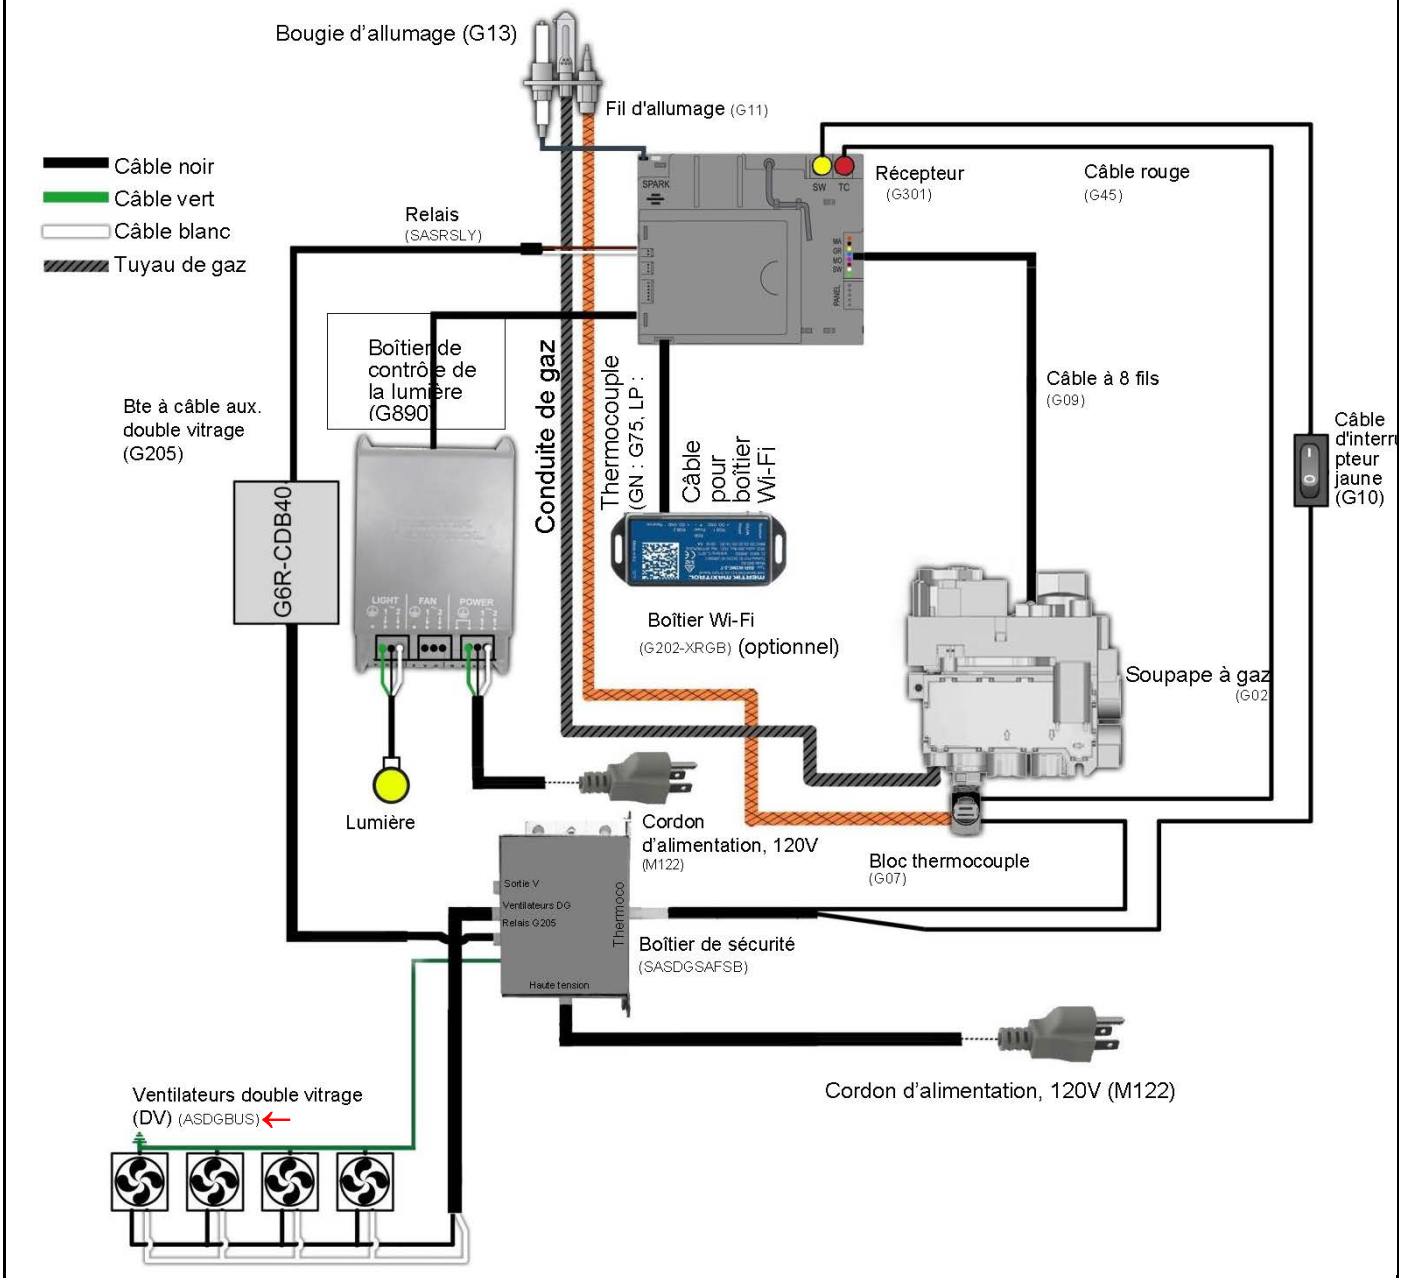 Bougie d'allumage (G13)
Fil d'allumage (G11)
Câble noir
Câble vert
Câble blanc
Tuyau de gaz
Relais
(SASRSLY)
SPARK
SW TC
MA
GR
MO
SW
PANEL
Récepteur
(G301)
Câble rouge
(G45)
Boîtier de
contrôle de
la lumière
(G890)
Bte à câble aux.
double vitrage
(G205)
G6R-CDB40
Conduite de gaz
Thermocouple
(GN : G75, LP :
Câble
pour
boîtier
Wi-Fi
Câble à 8 fils
(G09)
Câble
d'interru
pteur
jaune
(G10)
LIGHT FAN POWER
MERTIK MAXITROL
Boîtier Wi-Fi
(G202-XRGB) (optionnel)
Soupape à gaz
(G02
Lumière
Cordon
d'alimentation, 120V
(M122)
Bloc thermocouple
(G07)
Sortie V
Ventilateurs DG
Relais G205
Thermoco
Haute tension
Boîtier de sécurité
(SASDGSAFSB)
Cordon d'alimentation, 120V (M122)
Ventilateurs double vitrage
(DV) (ASDGBUS)